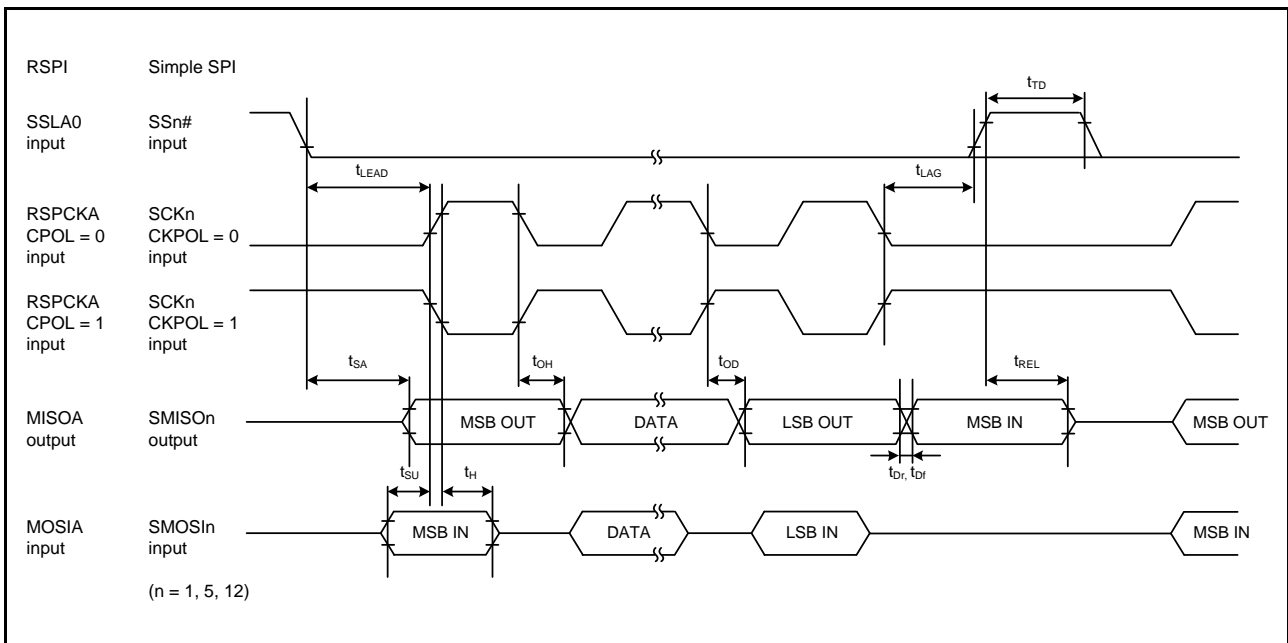 RSPI Simple SPI
SSLA0 SSn#
input input
tTD
tLEAD
tLAG
RSPCKA SCKn
CPOL = 0 CKPOL = 0
input input
RSPCKA SCKn
CPOL = 1 CKPOL = 1
input input
tSA
tOH
tOD
tREL
MISOA SMISOn
output output
MSB OUT DATA LSB OUT MSB IN MSB OUT
tSU
tH
tDr, tDf
MOSIA SMOSIn
input input
MSB IN DATA LSB IN MSB IN
(n = 1, 5, 12)